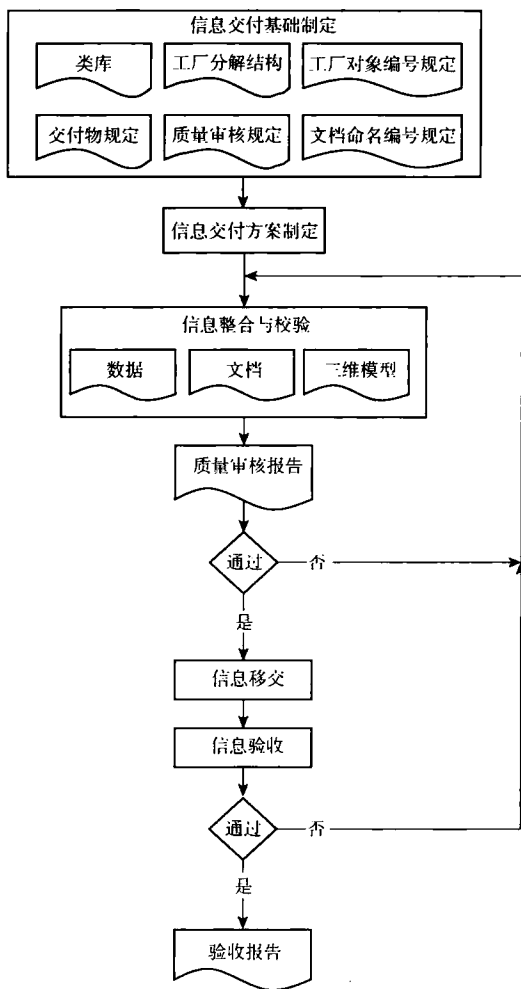 信息交付基础制定
类库
工厂分解结构
工厂对象编号规定
交付物规定
质量审核规定
文档命名编号规定
信息交付方案制定
信息整合与校验
数据
文档
三维模型
质量审核报告
通过
否
是
信息移交
信息验收
通过
否
是
验收报告